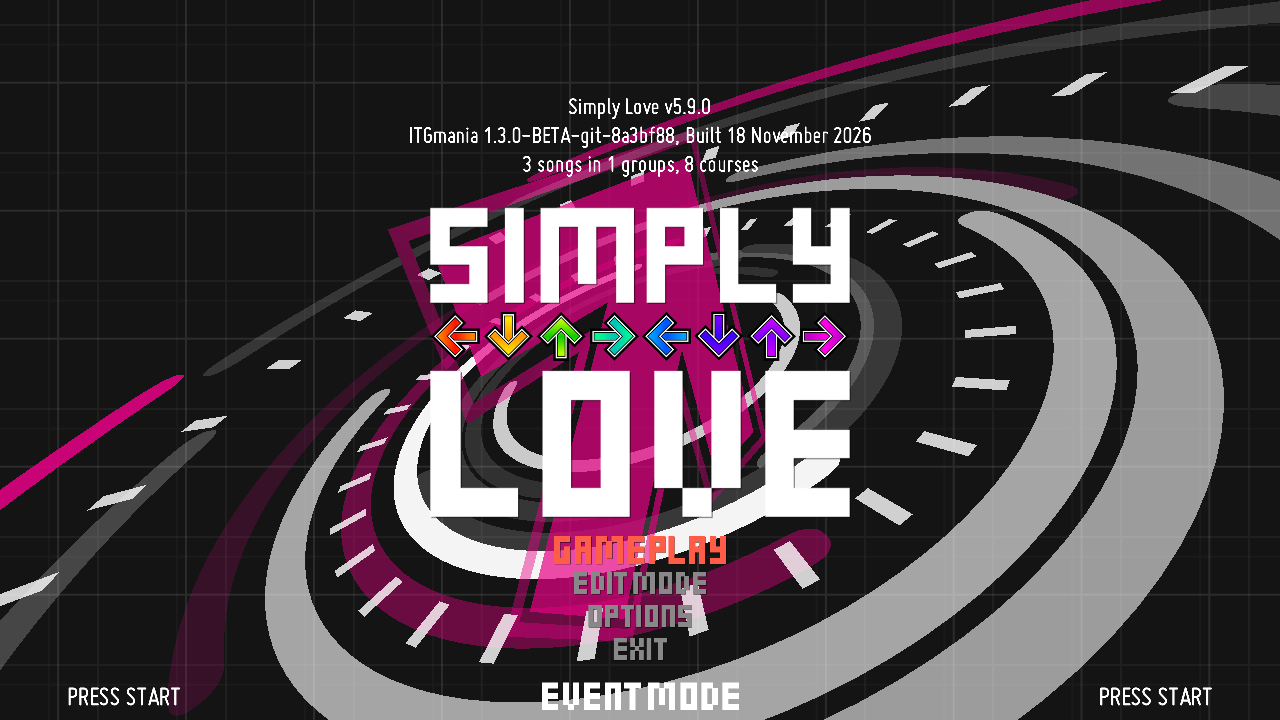 Simply Love v5.9.0
ITGmania 1.3.0-BETA-git-8a3bf88, Built 18 November 2026
3 songs in 1 groups, 8 courses
SIMPLY
LOVE
GAMEPLAY
EDIT MODE
OPTIONS
EXIT
PRESS START
EVENT MODE
PRESS START